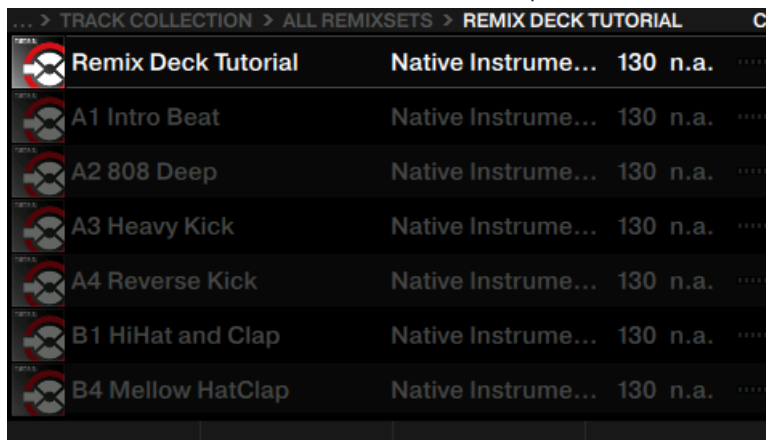 ... > TRACK COLLECTION > ALL REMIXSETS > REMIX DECK TUTORIAL C
Remix Deck Tutorial Native Instrume... 130 n.a.
A1 Intro Beat Native Instrume... 130 n.a.
A2 808 Deep Native Instrume... 130 n.a.
A3 Heavy Kick Native Instrume... 130 n.a.
A4 Reverse Kick Native Instrume... 130 n.a.
B1 HiHat and Clap Native Instrume... 130 n.a.
B4 Mellow HatClap Native Instrume... 130 n.a.